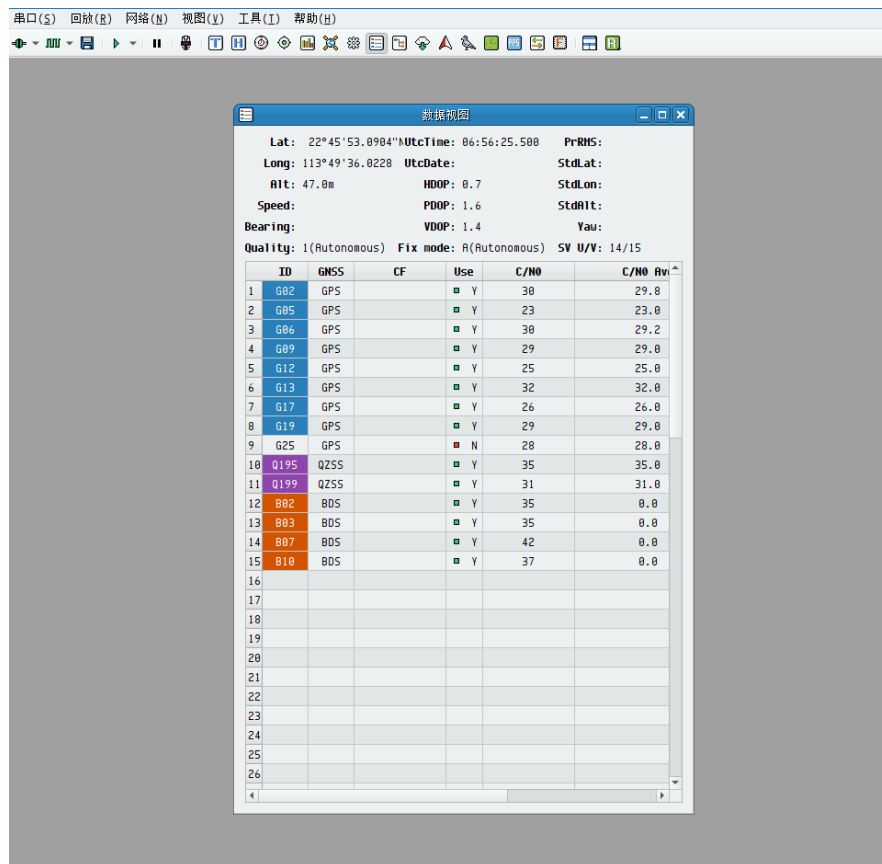 串口(S) 回放(R) 网络(N) 视图(V) 工具(T) 帮助(H)
数据视图
Lat: 22°45'53.0904"N UtcTime: 06:56:25.500 PrRMS:
Long: 113°49'36.0228 UtcDate: StdLat:
Alt: 47.0m HDOP: 0.7 StdLon:
Speed: PDOP: 1.6 StdAlt:
Bearing: VDOP: 1.4 Yaw:
Quality: 1(Autonomous) Fix mode: A(Autonomous) SV U/V: 14/15
ID GNSS CF Use C/N0 C/N0 Av
1 G02 GPS Y 30 29.8
2 G05 GPS Y 23 23.0
3 G06 GPS Y 30 29.2
4 G09 GPS Y 29 29.0
5 G12 GPS Y 25 25.0
6 G13 GPS Y 32 32.0
7 G17 GPS Y 26 26.0
8 G19 GPS Y 29 29.0
9 G25 GPS N 28 28.0
10 Q195 QZSS Y 35 35.0
11 Q199 QZSS Y 31 31.0
12 B02 BDS Y 35 0.0
13 B03 BDS Y 35 0.0
14 B07 BDS Y 42 0.0
15 B10 BDS Y 37 0.0
16
17
18
19
20
21
22
23
24
25
26